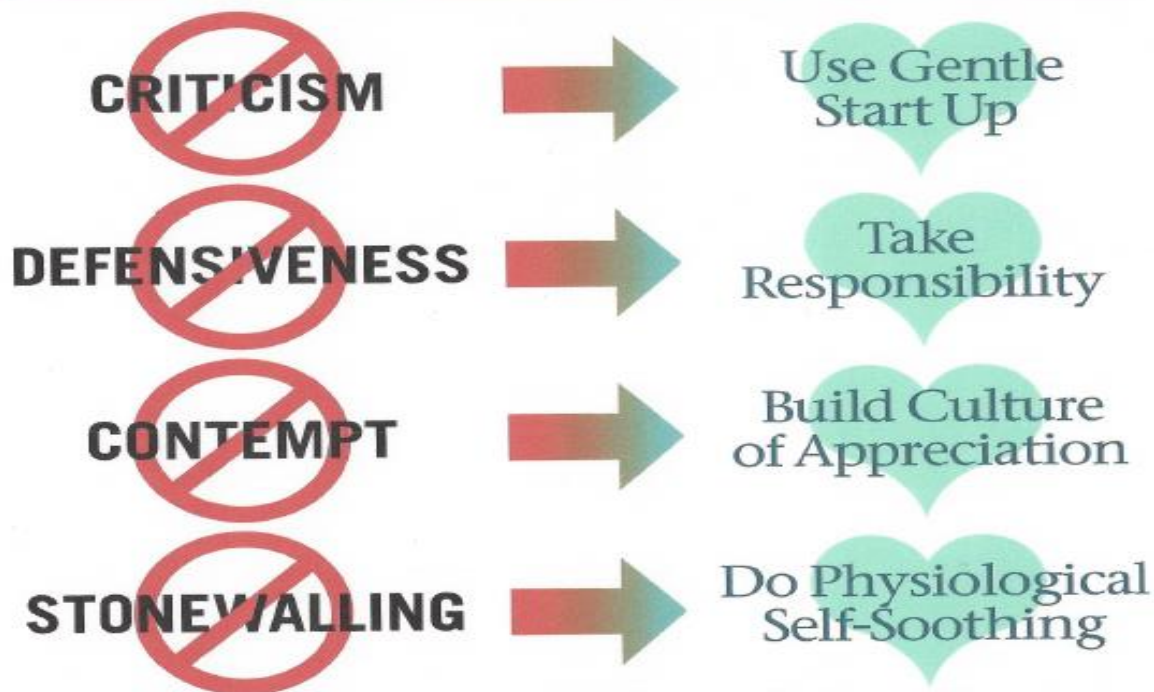 CRITICISM
Use Gentle
Start Up
DEFENSIVENESS
Take
Responsibility
CONTEMPT
Build Culture
of Appreciation
STONEWALLING
Do Physiological
Self-Soothing